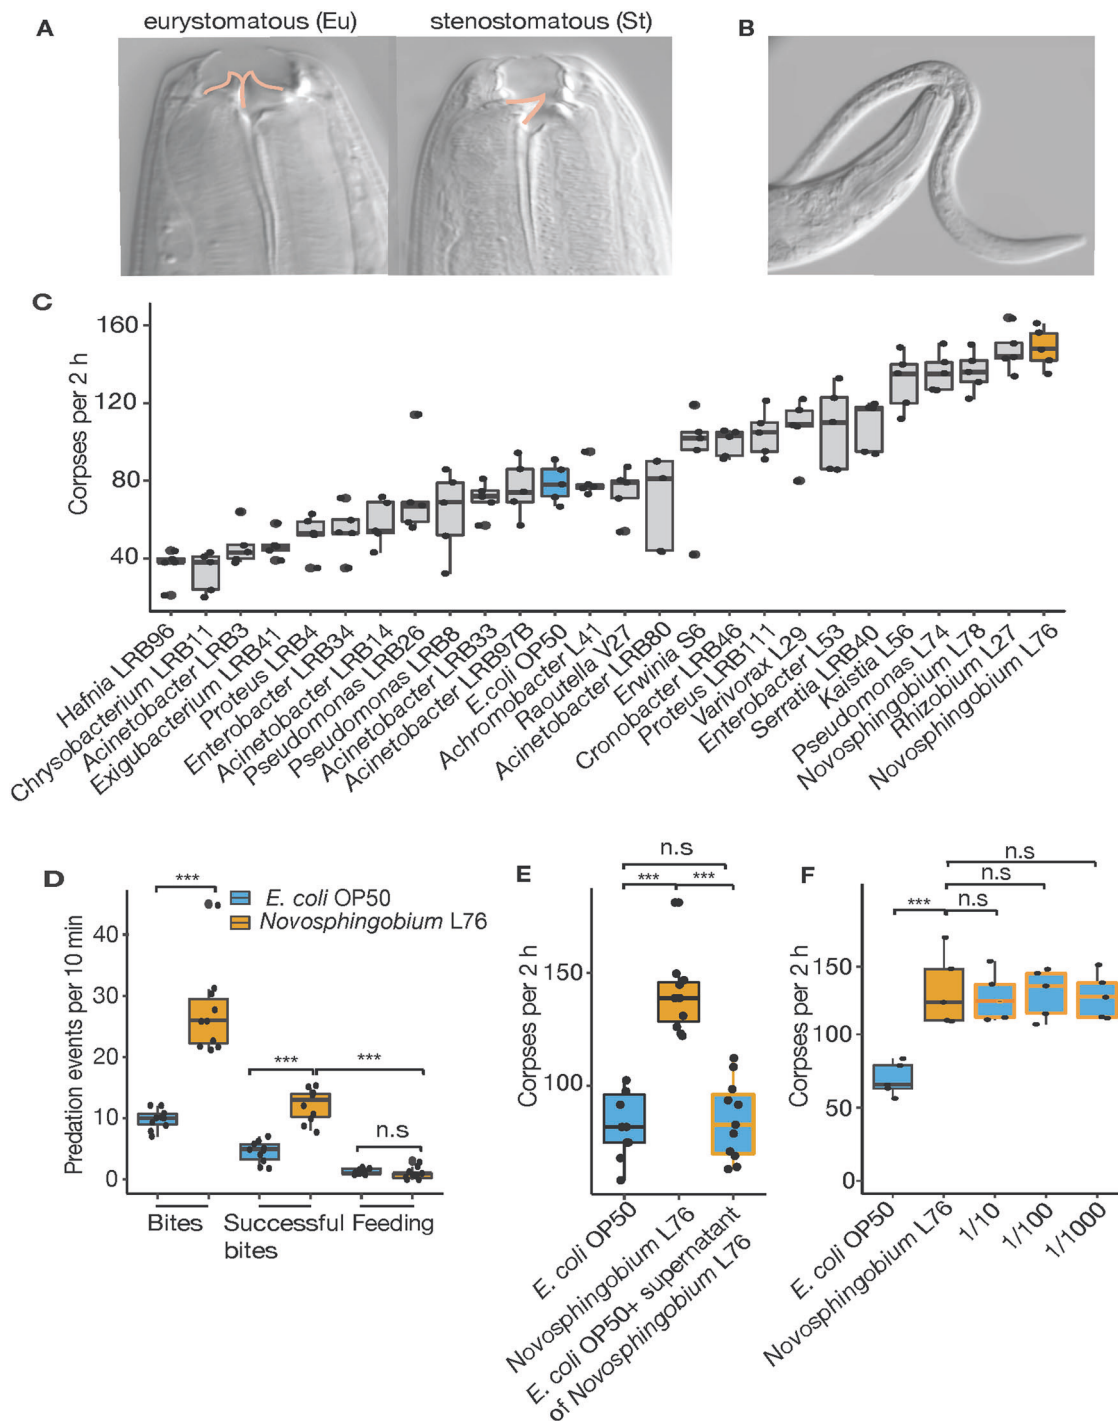 A
eurystomatous (Eu)
stenostomatous (St)
B
C
Corpses per 2 h
160
120
80
40
Hafnia LRB96
Chrysobacterium LRB11
Acinetobacter LRB3
Exigubacterium LRB41
Proteus LRB4
Enterobacter LRB34
Acinetobacter LRB14
Pseudomonas LRB26
Pseudomonas LRB8
Acinetobacter LRB33
Acinetobacter LRB97B
E.coli OP50
Achromobacter L41
Raoutella V27
Acinetobacter LRB80
Erwinia S6
Cronobacter LRB46
Proteus LRB111
Varivorax L29
Enterobacter L53
Serratia LRB40
Kaistia L56
Pseudomonas L74
Novosphingobium L78
Rhizobium L27
Novosphingobium L76
D
***
E. coli OP50
Novosphingobium L76
Predation events per 10 min
40
30
20
10
0
***
***
n.s
Bites
Successful
bites
Feeding
E
n.s
***
***
Corpses per 2 h
150
100
E. coli OP50
Novosphingobium L76
E. coli OP50+ supernatant
of Novosphingobium L76
F
n.s
n.s
***
n.s
Corpses per 2 h
150
100
50
0
E. coli OP50
Novosphingobium L76
1/10
1/100
1/1000